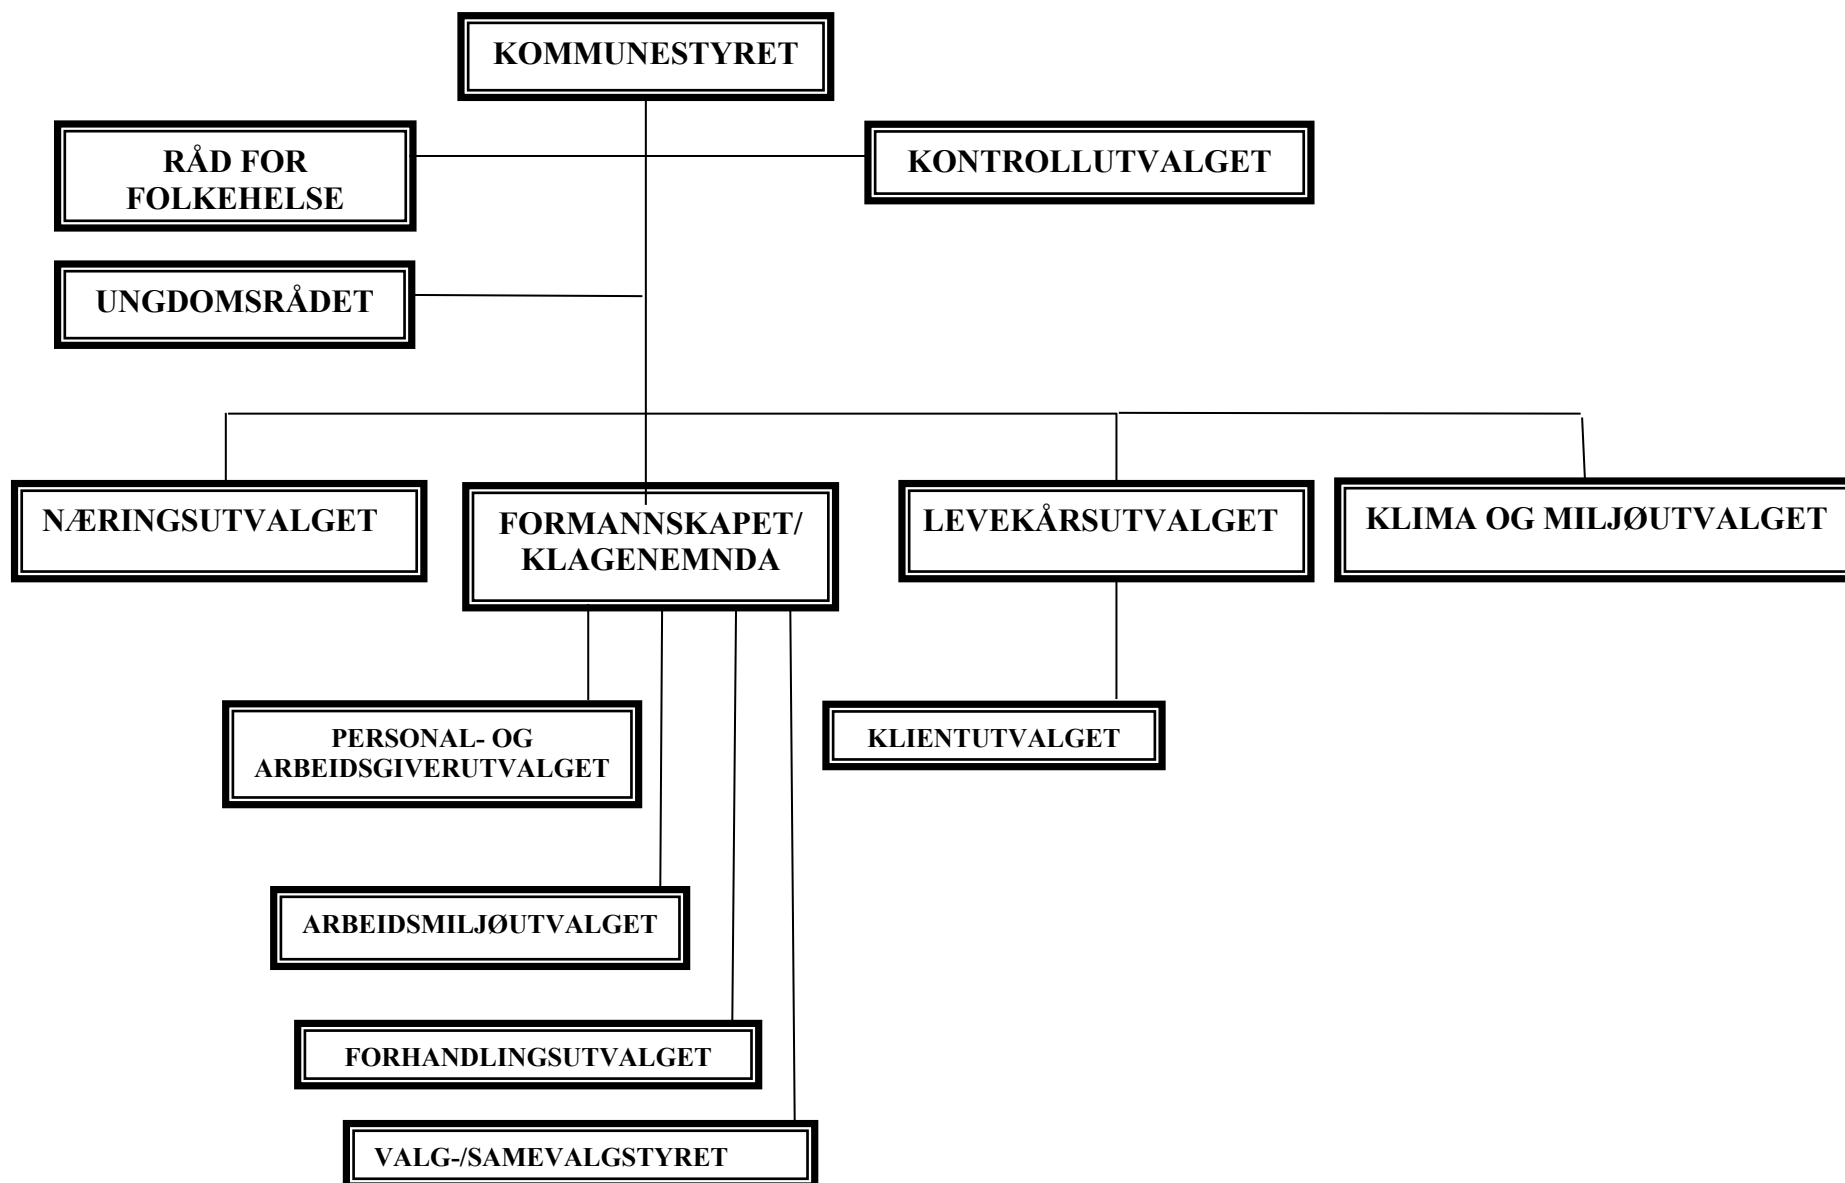 KOMMUNESTYRET
RÅD FOR
FOLKEHELSE
KONTROLLUTVALGET
UNGDOMSRÅDET
NÆRINGSUTVALGET
FORMANNSKAPET/
KLAGENEMNDA
LEVEKÅRSUTVALGET
KLIMA OG MILJØUTVALGET
PERSONAL- OG
ARBEIDSGIVERUTVALGET
KLIENTUTVALGET
ARBEIDSMILJØUTVALGET
FORHANDLINGSUTVALGET
VALG-/SAMEVALGSTYRET